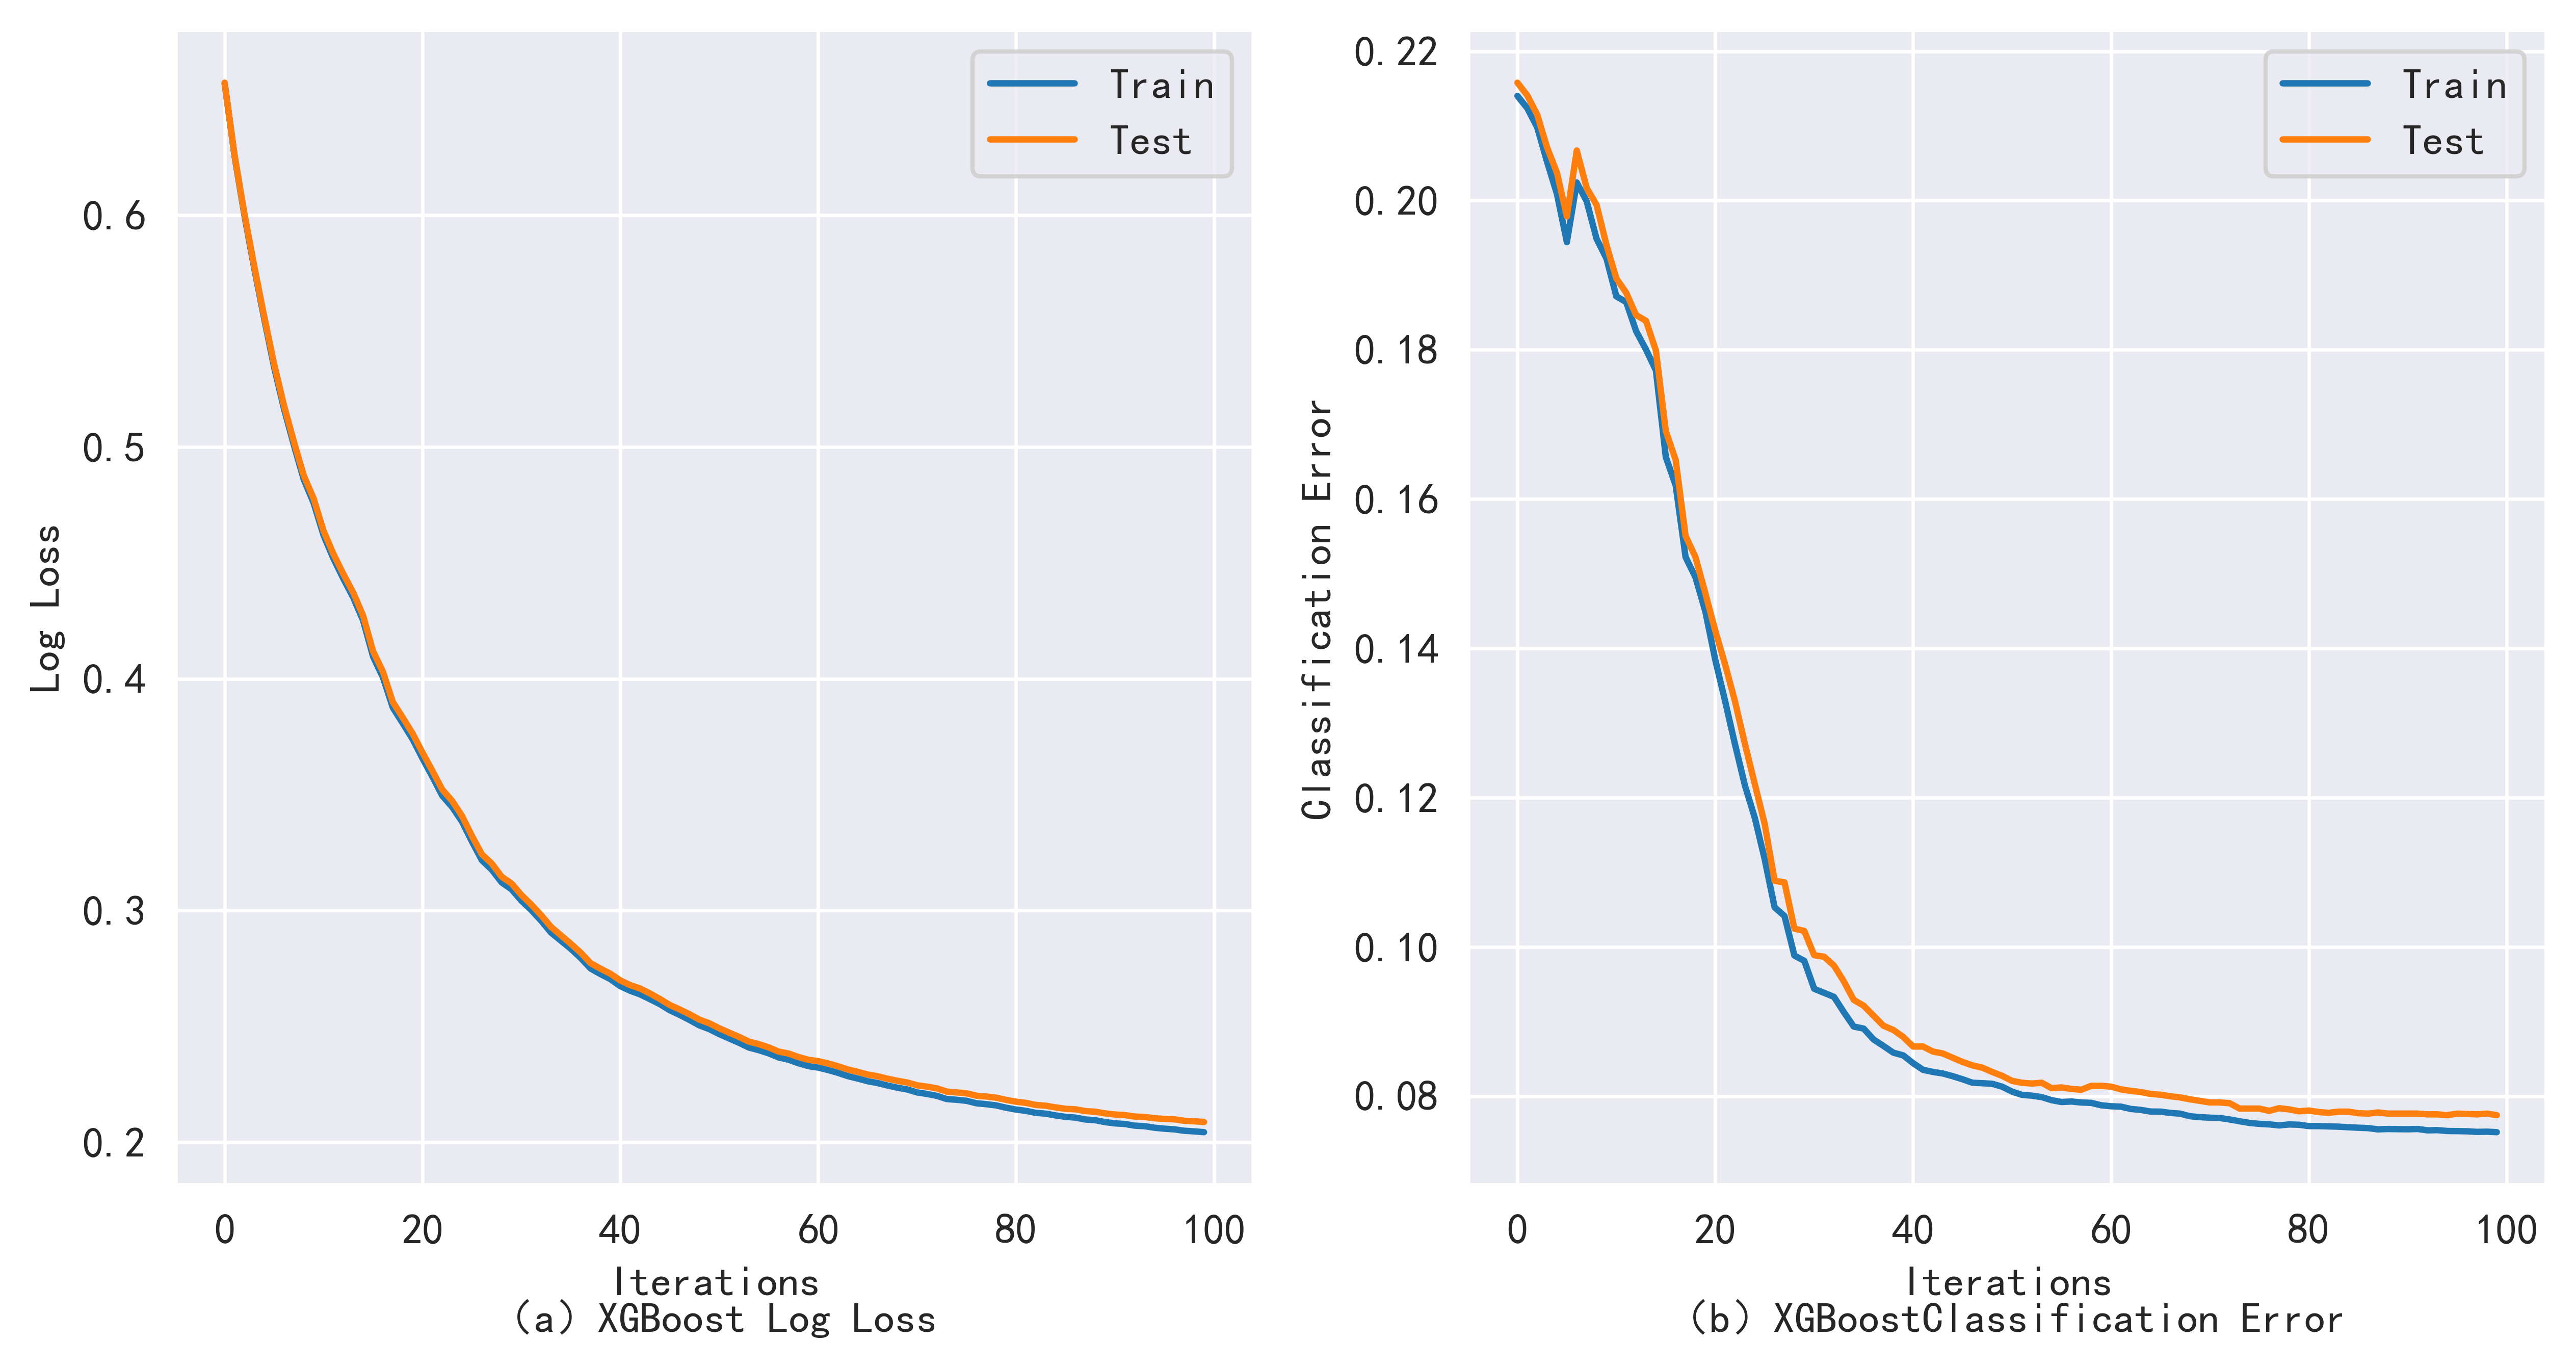 Train
Test
0.6
0.5
0.4
0.3
0.2
Log Loss
0
20
40
60
80
100
Iterations
(a) XGBoost Log Loss
Train
Test
0.22
0.20
0.18
0.16
0.14
0.12
0.10
0.08
Classification Error
0
20
40
60
80
100
Iterations
(b) XGBoostClassification Error